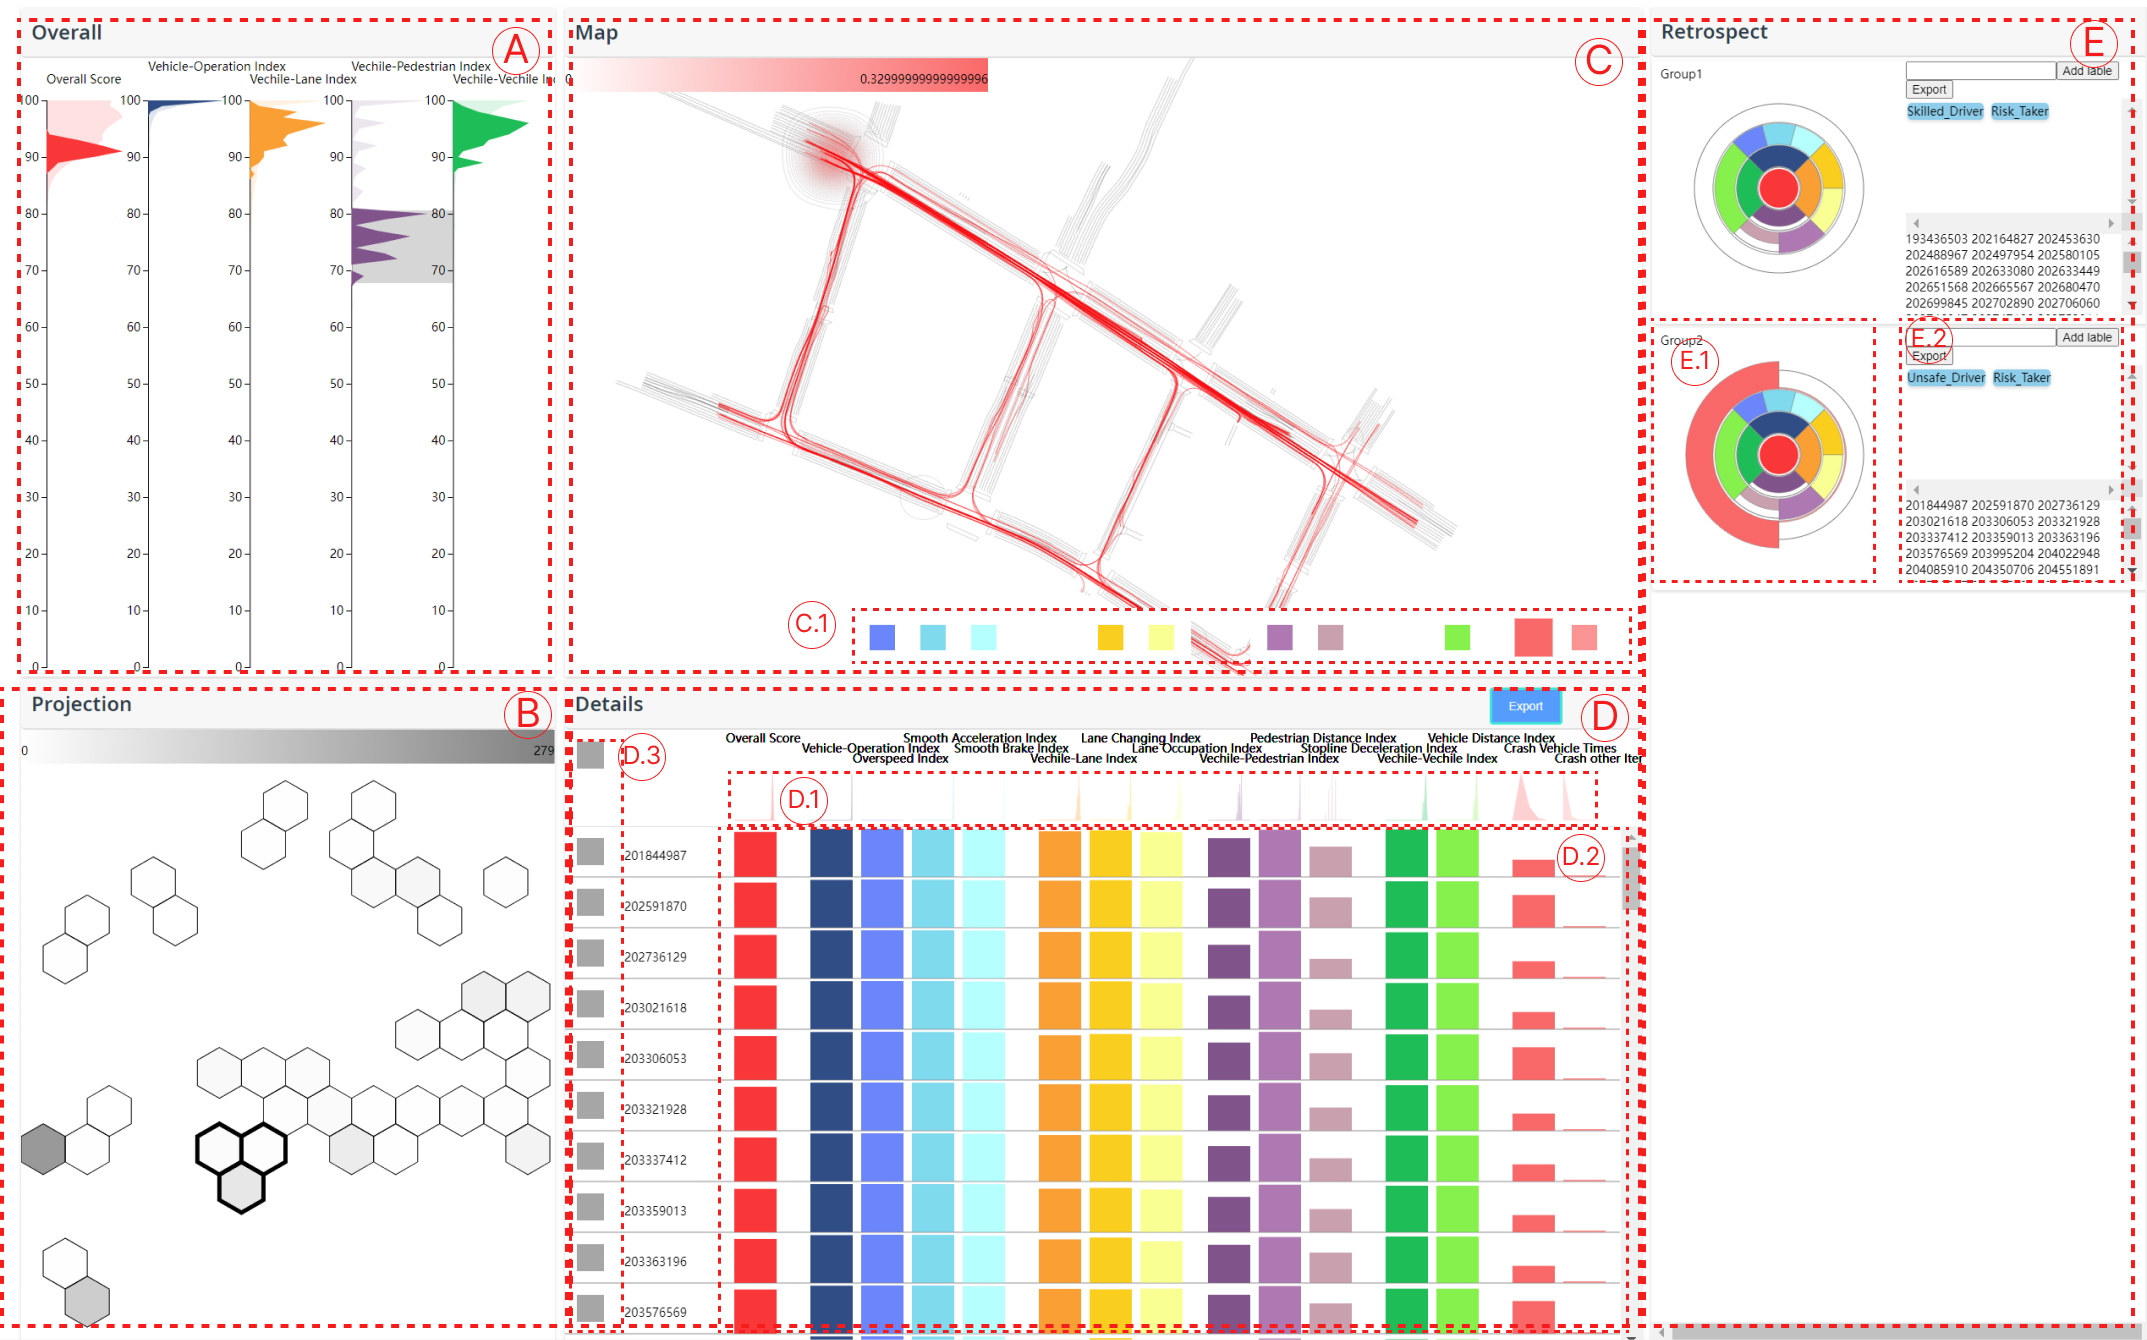 Overall
A
Vehicle-Operation Index
Vechile-Pedestrian Index
Overall Score
Vechile-Lane Index
Vechile-Vechile In
100 100 100 100 100
90 90 90 90 90
80 80 80 80 80
70 70 70 70 70
60 60 60 60 60
50 50 50 50 50
40 40 40 40 40
30 30 30 30 30
20 20 20 20 20
10 10 10 10 10
0 0 0 0 0
Map
C
0
0.32999999999999996
C.1
Retrospect
E
Group1
Add lable
Export
Skilled_Driver Risk_Taker
193436503 202164827 202453630
202488967 202497954 202580105
202616589 202633080 202633449
202651568 202665567 202680470
202699845 202702890 202706060
Group2
E.1
E.2
Add lable
Export
Unsafe_Driver Risk_Taker
201844987 202591870 202736129
203021618 203306053 203321928
203337412 203359013 203363196
203576569 203995204 204022948
204085910 204350706 204551891
Projection
B
0
279
Details
Export
D
D.3
Overall Score
Smooth Acceleration Index
Lane Changing Index
Pedestrian Distance Index
Vehicle Distance Index
Vehicle-Operation Index
Smooth Brake Index
Lane Occupation Index
Stopline Deceleration Index
Crash Vehicle Times
Overspeed Index
Vechile-Lane Index
Vechile-Pedestrian Index
Vechile-Vechile Index
Crash other Iter
D.1
D.2
201844987
202591870
202736129
203021618
203306053
203321928
203337412
203359013
203363196
203576569